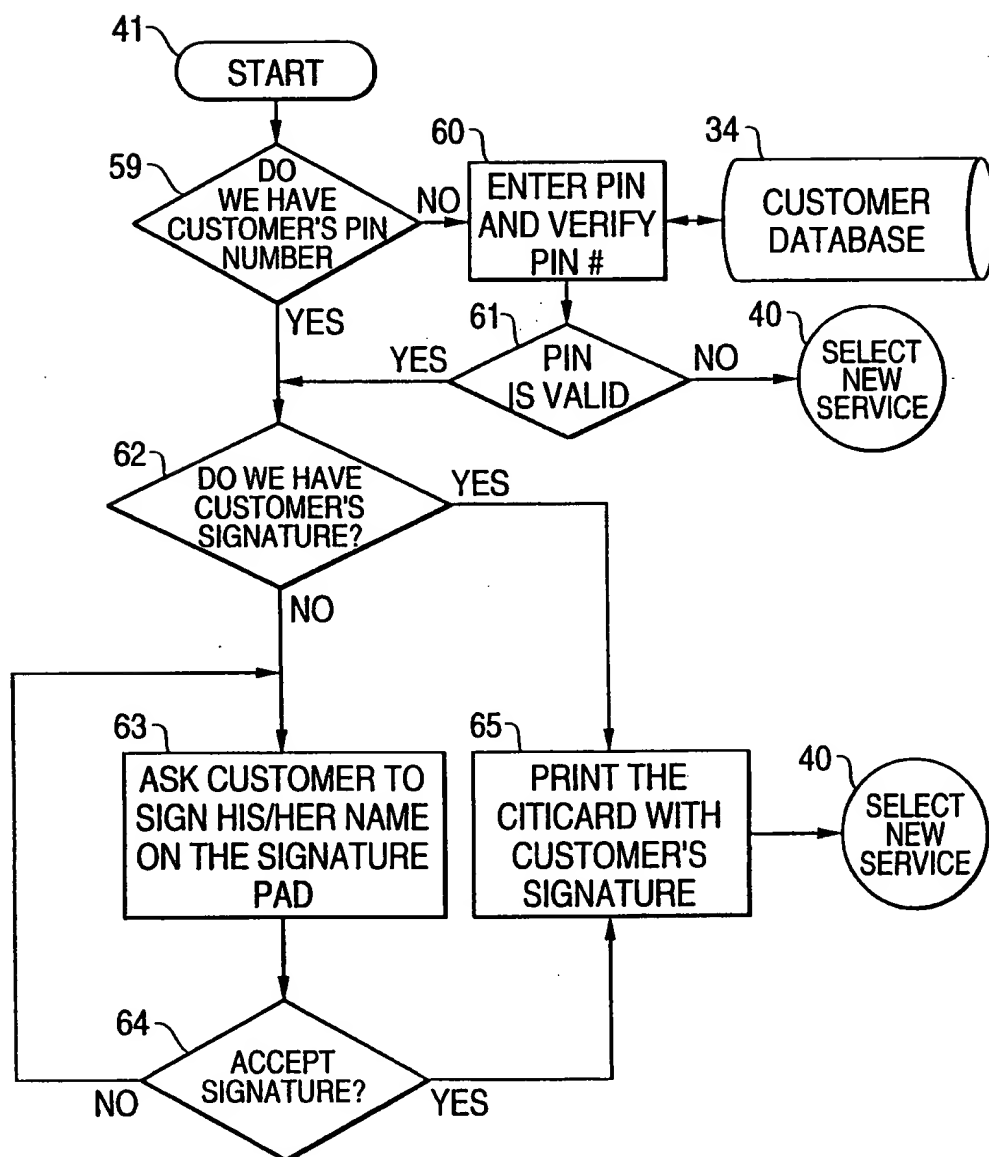 41
START
59
DO
WE HAVE
CUSTOMER'S PIN
NUMBER
NO
60
ENTER PIN
AND VERIFY
PIN #
34
CUSTOMER
DATABASE
YES
61
YES
PIN
IS VALID
NO
40
SELECT
NEW
SERVICE
62
DO WE HAVE
CUSTOMER'S
SIGNATURE?
YES
NO
63
ASK CUSTOMER TO
SIGN HIS/HER NAME
ON THE SIGNATURE
PAD
65
PRINT THE
CITICARD WITH
CUSTOMER'S
SIGNATURE
40
SELECT
NEW
SERVICE
64
ACCEPT
SIGNATURE?
NO
YES